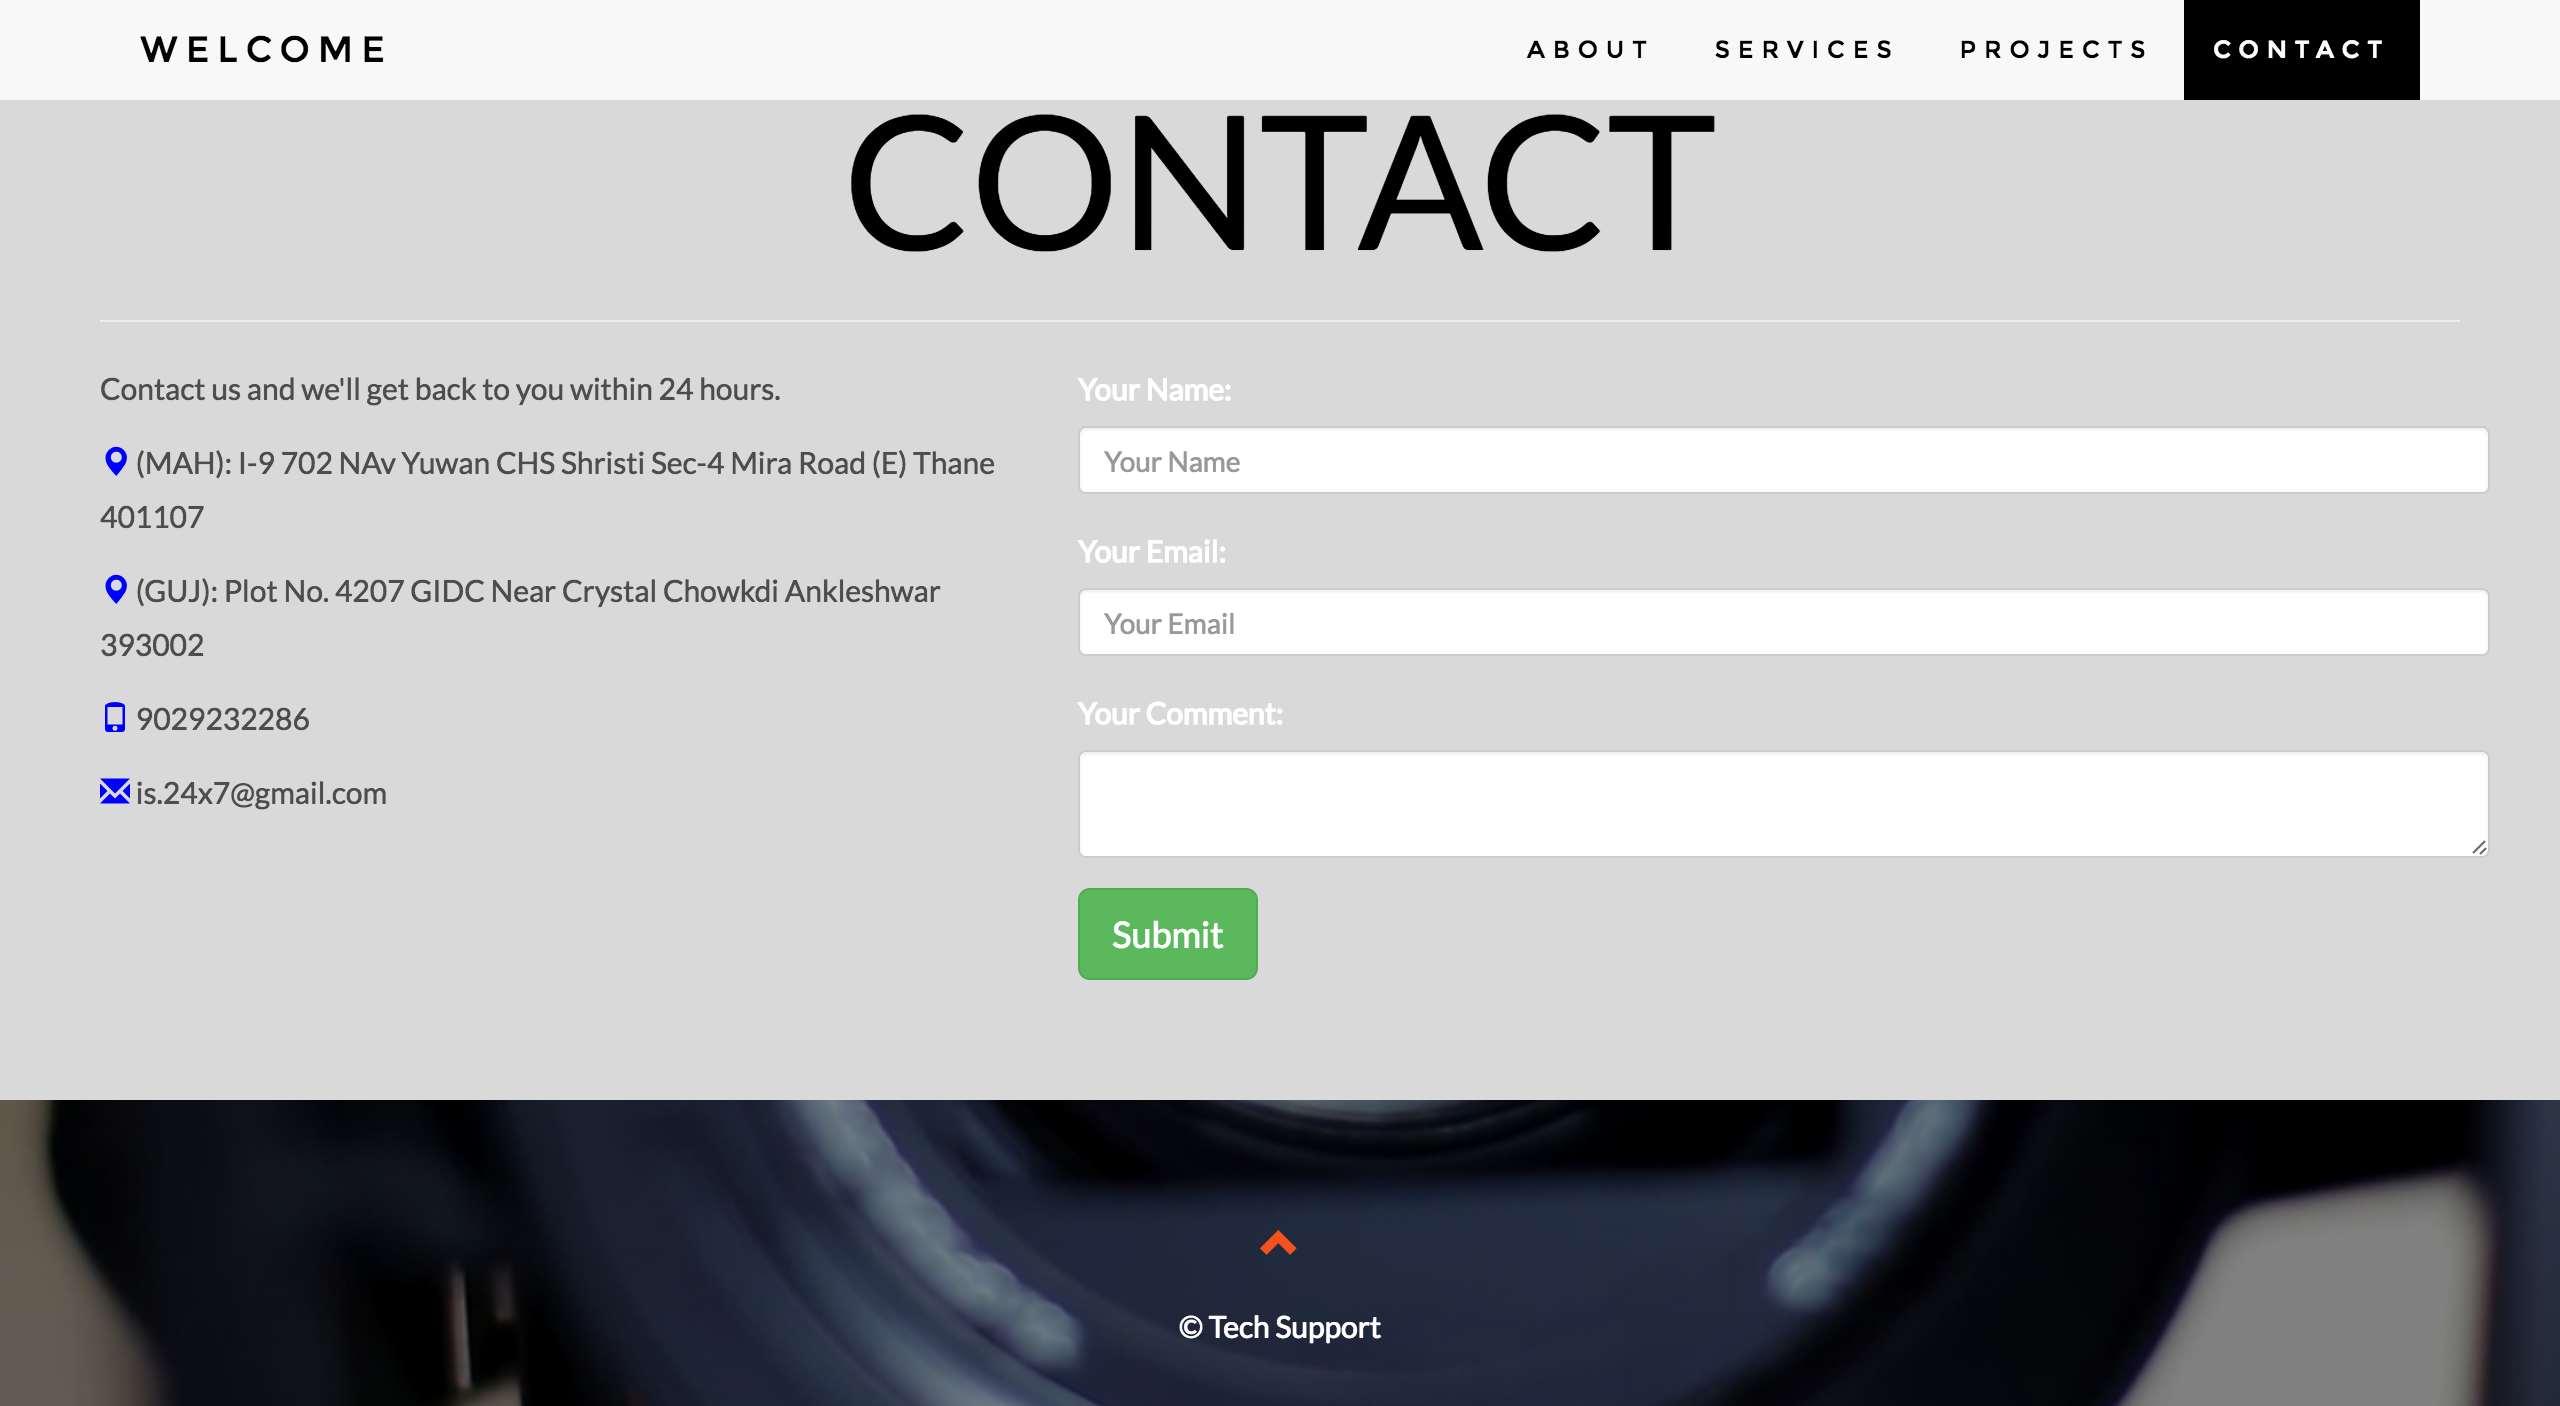 WELCOME
ABOUT
SERVICES
PROJECTS
CONTACT
CONTACT
Contact us and we'll get back to you within 24 hours.
(MAH): I-9 702 NAv Yuwan CHS Shristi Sec-4 Mira Road (E) Thane
401107
(GUJ): Plot No. 4207 GIDC Near Crystal Chowkdi Ankleshwar
393002
9029232286
is.24x7@gmail.com
Your Name:
Your Name
Your Email:
Your Email
Your Comment:
Submit
© Tech Support